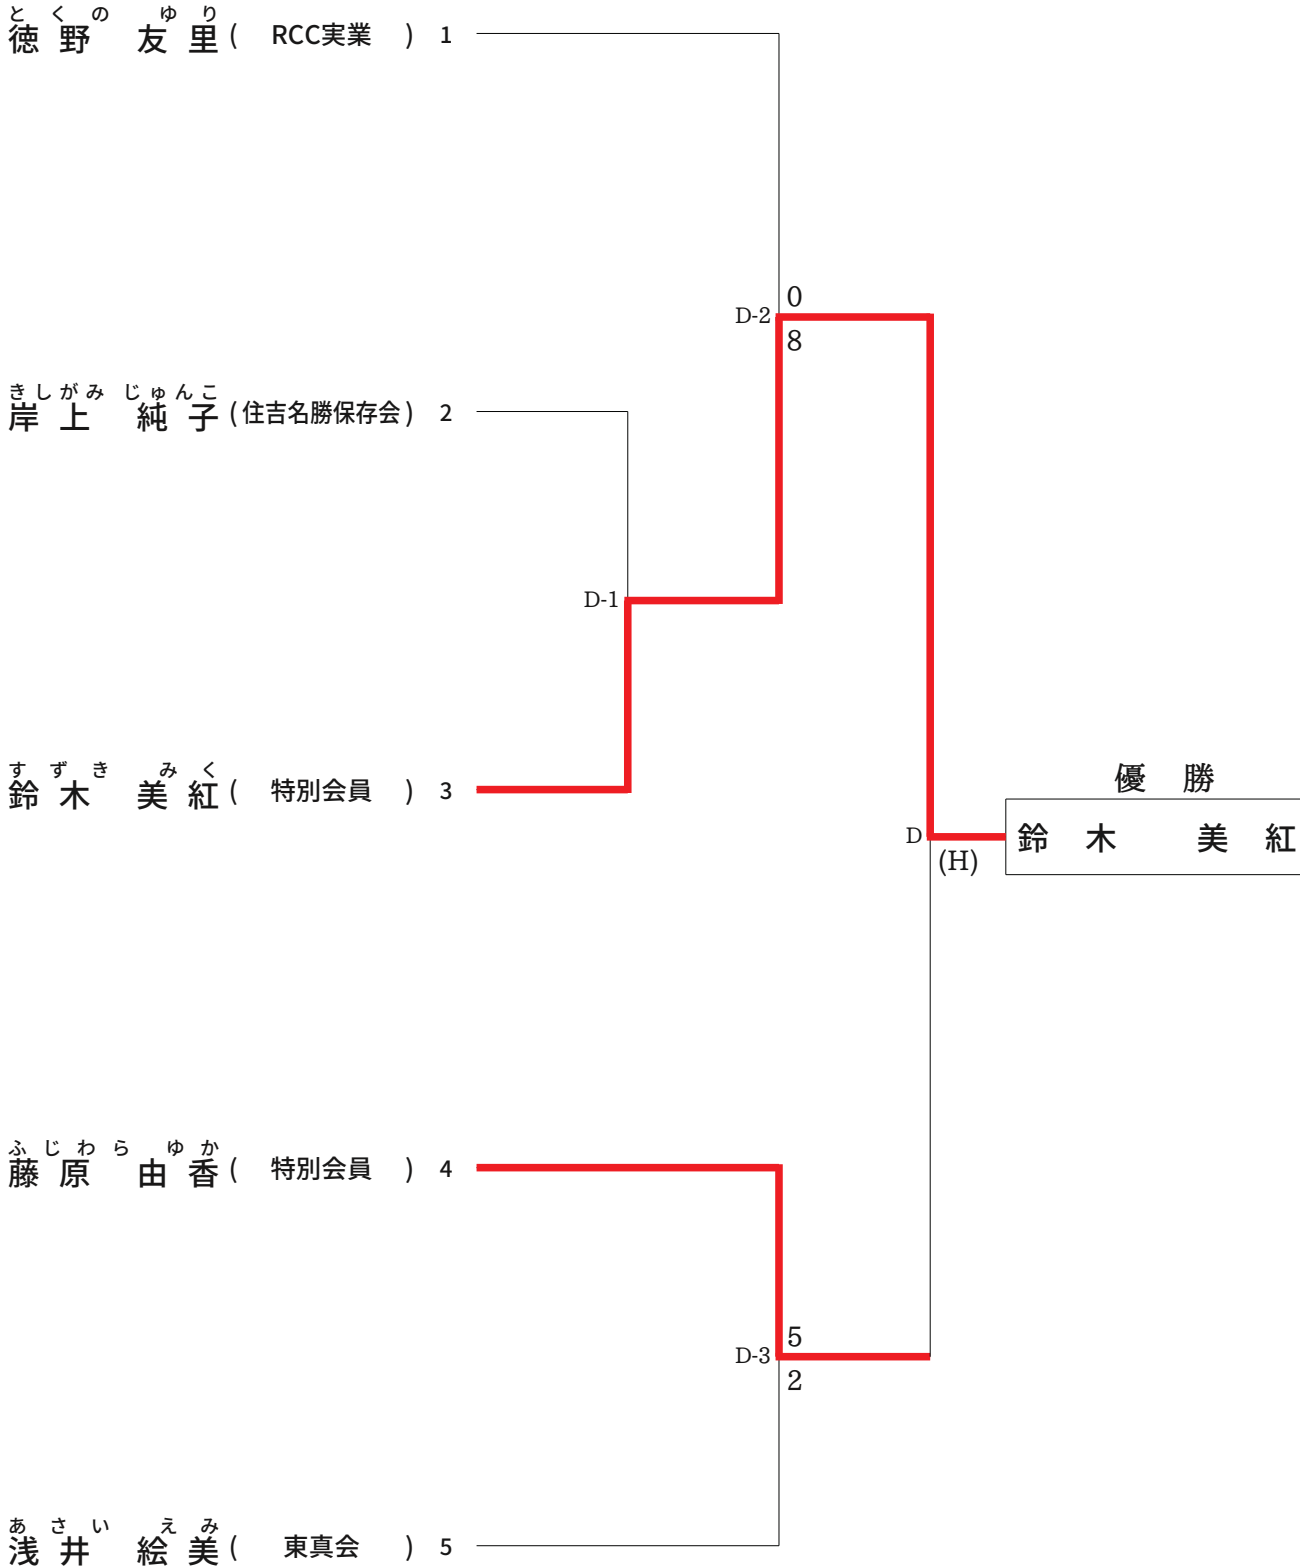 とくの ゆり
徳野 友里 ( RCC実業 ) 1
0
D-2
8
きしがみ じゅんこ
岸上 純子 (住吉名勝保存会) 2
D-1
すずき みく
鈴木 美紅 ( 特別会員 ) 3
優 勝
D
鈴木 美紅
(H)
ふじわら ゆか
藤原 由香 ( 特別会員 ) 4
5
D-3
2
あさい えみ
浅井 絵美 ( 東真会 ) 5